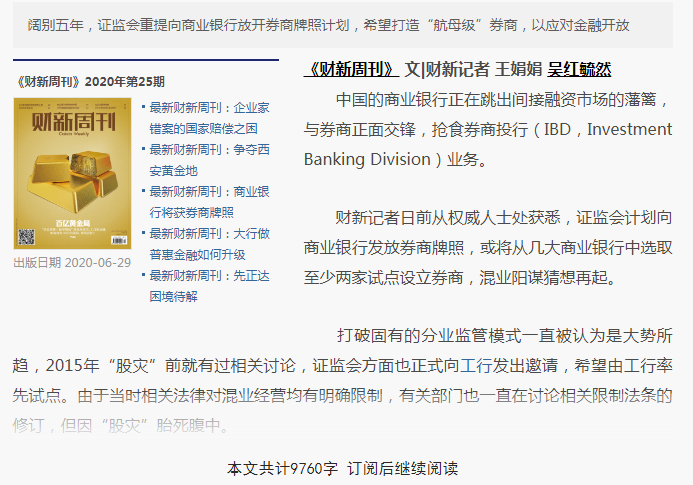 阔别五年，证监会重提向商业银行放开券商牌照计划，希望打造“航母级”券商，以应对金融开放
《财新周刊》2020年第25期
财新周刊
Caixin Weekly
百亿黄金局
出版日期 2020-06-29
最新财新周刊：企业家
错案的国家赔偿之困
最新财新周刊：争夺西
安黄金地
最新财新周刊：商业银
行将获券商牌照
最新财新周刊：大行做
普惠金融如何升级
最新财新周刊：先正达
困境待解
《财新周刊》 文|财新记者 王娟娟 吴红毓然
中国的商业银行正在跳出间接融资市场的藩篱，
与券商正面交锋，抢食券商投行（IBD，Investment
Banking Division）业务。
财新记者日前从权威人士处获悉，证监会计划向
商业银行发放券商牌照，或将从几大商业银行中选取
至少两家试点设立券商，混业阳谋猜想再起。
打破固有的分业监管模式一直被认为是大势所
趋，2015年“股灾”前就有过相关讨论，证监会方面也正式向工行发出邀请，希望由工行率
先试点。由于当时相关法律对混业经营均有明确限制，有关部门也一直在讨论相关限制法条的
修订，但因“股灾”胎死腹中。
本文共计9760字 订阅后继续阅读